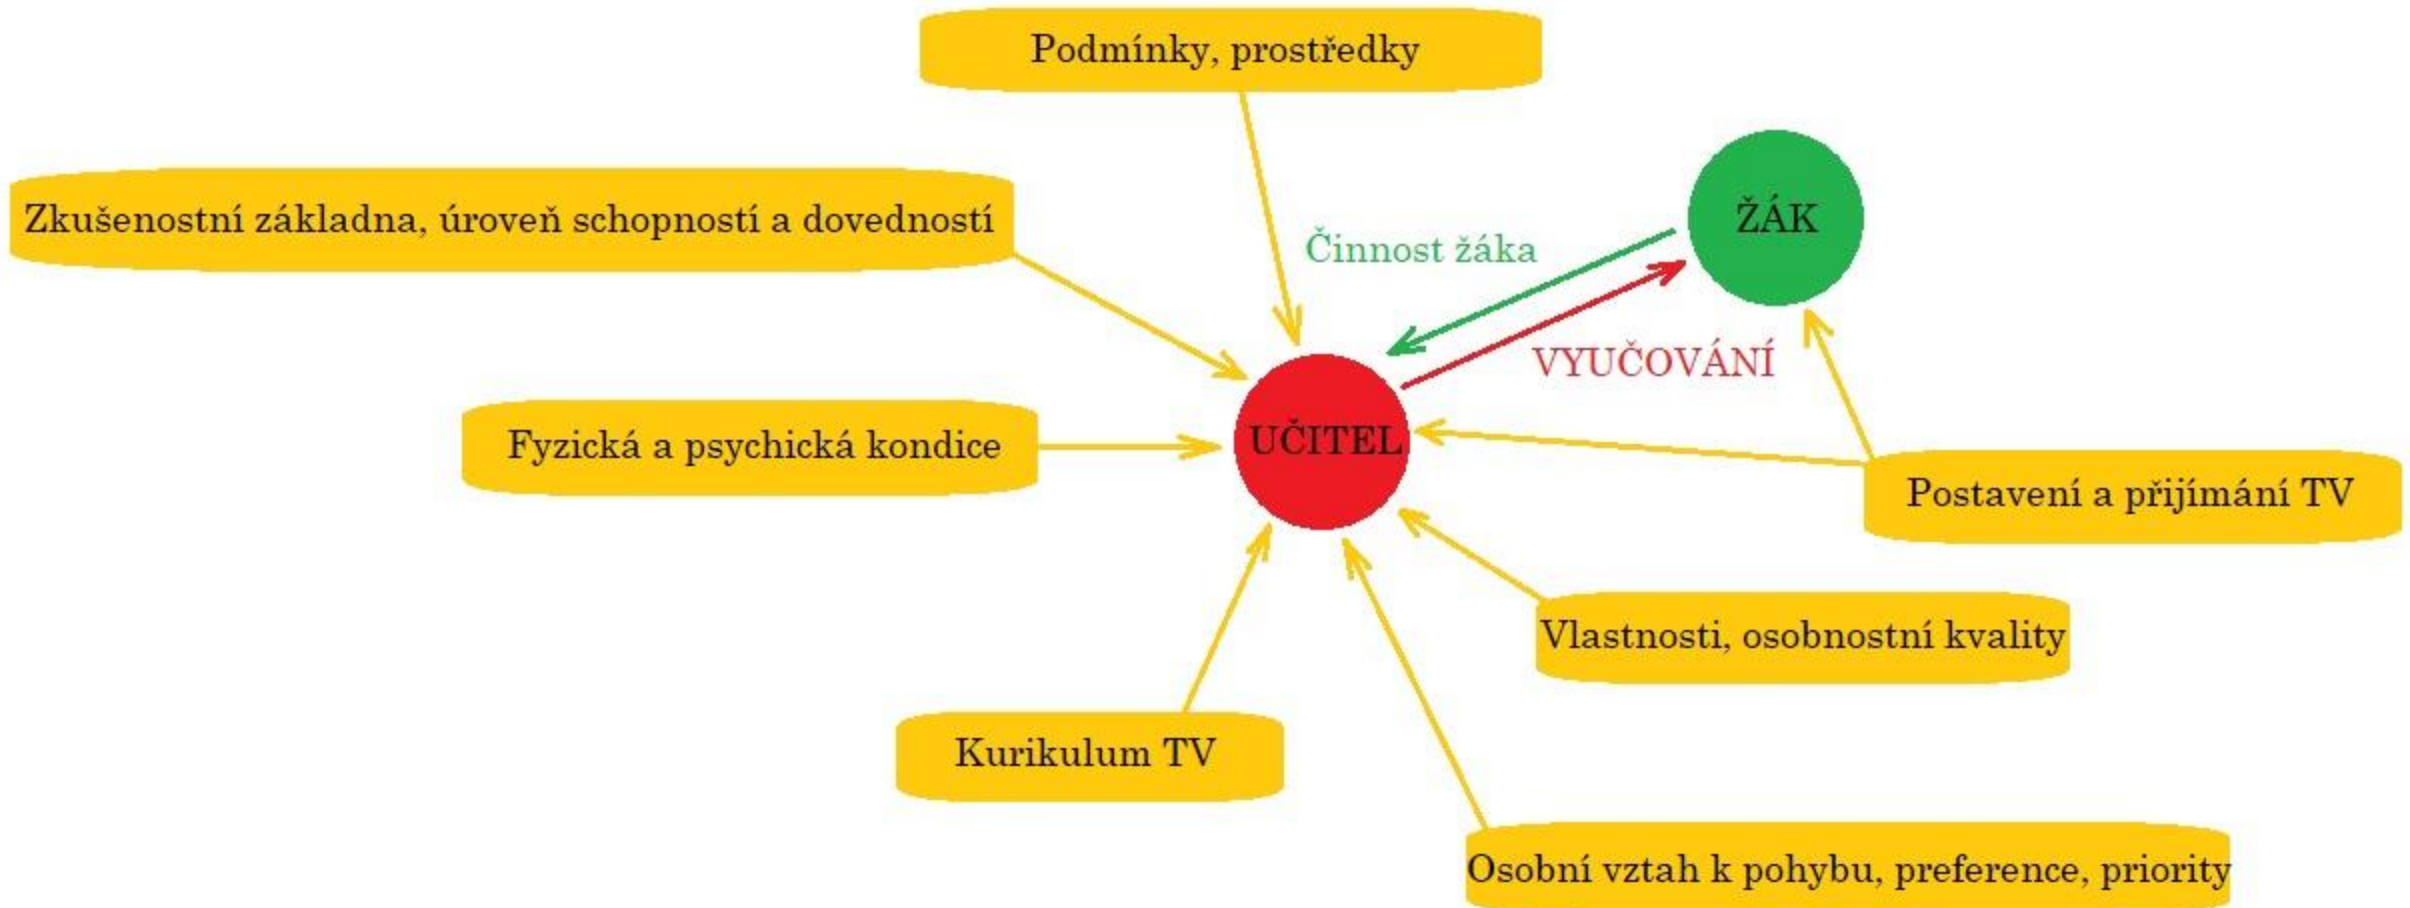 Podmínky, prostředky
Zkušenostní základna, úroveň schopností a dovedností
ŽÁK
Činnost žáka
VYUČOVÁNÍ
UČITEL
Fyzická a psychická kondice
Postavení a přijímání TV
Vlastnosti, osobnostní kvality
Kurikulum TV
Osobní vztah k pohybu, preference, priority